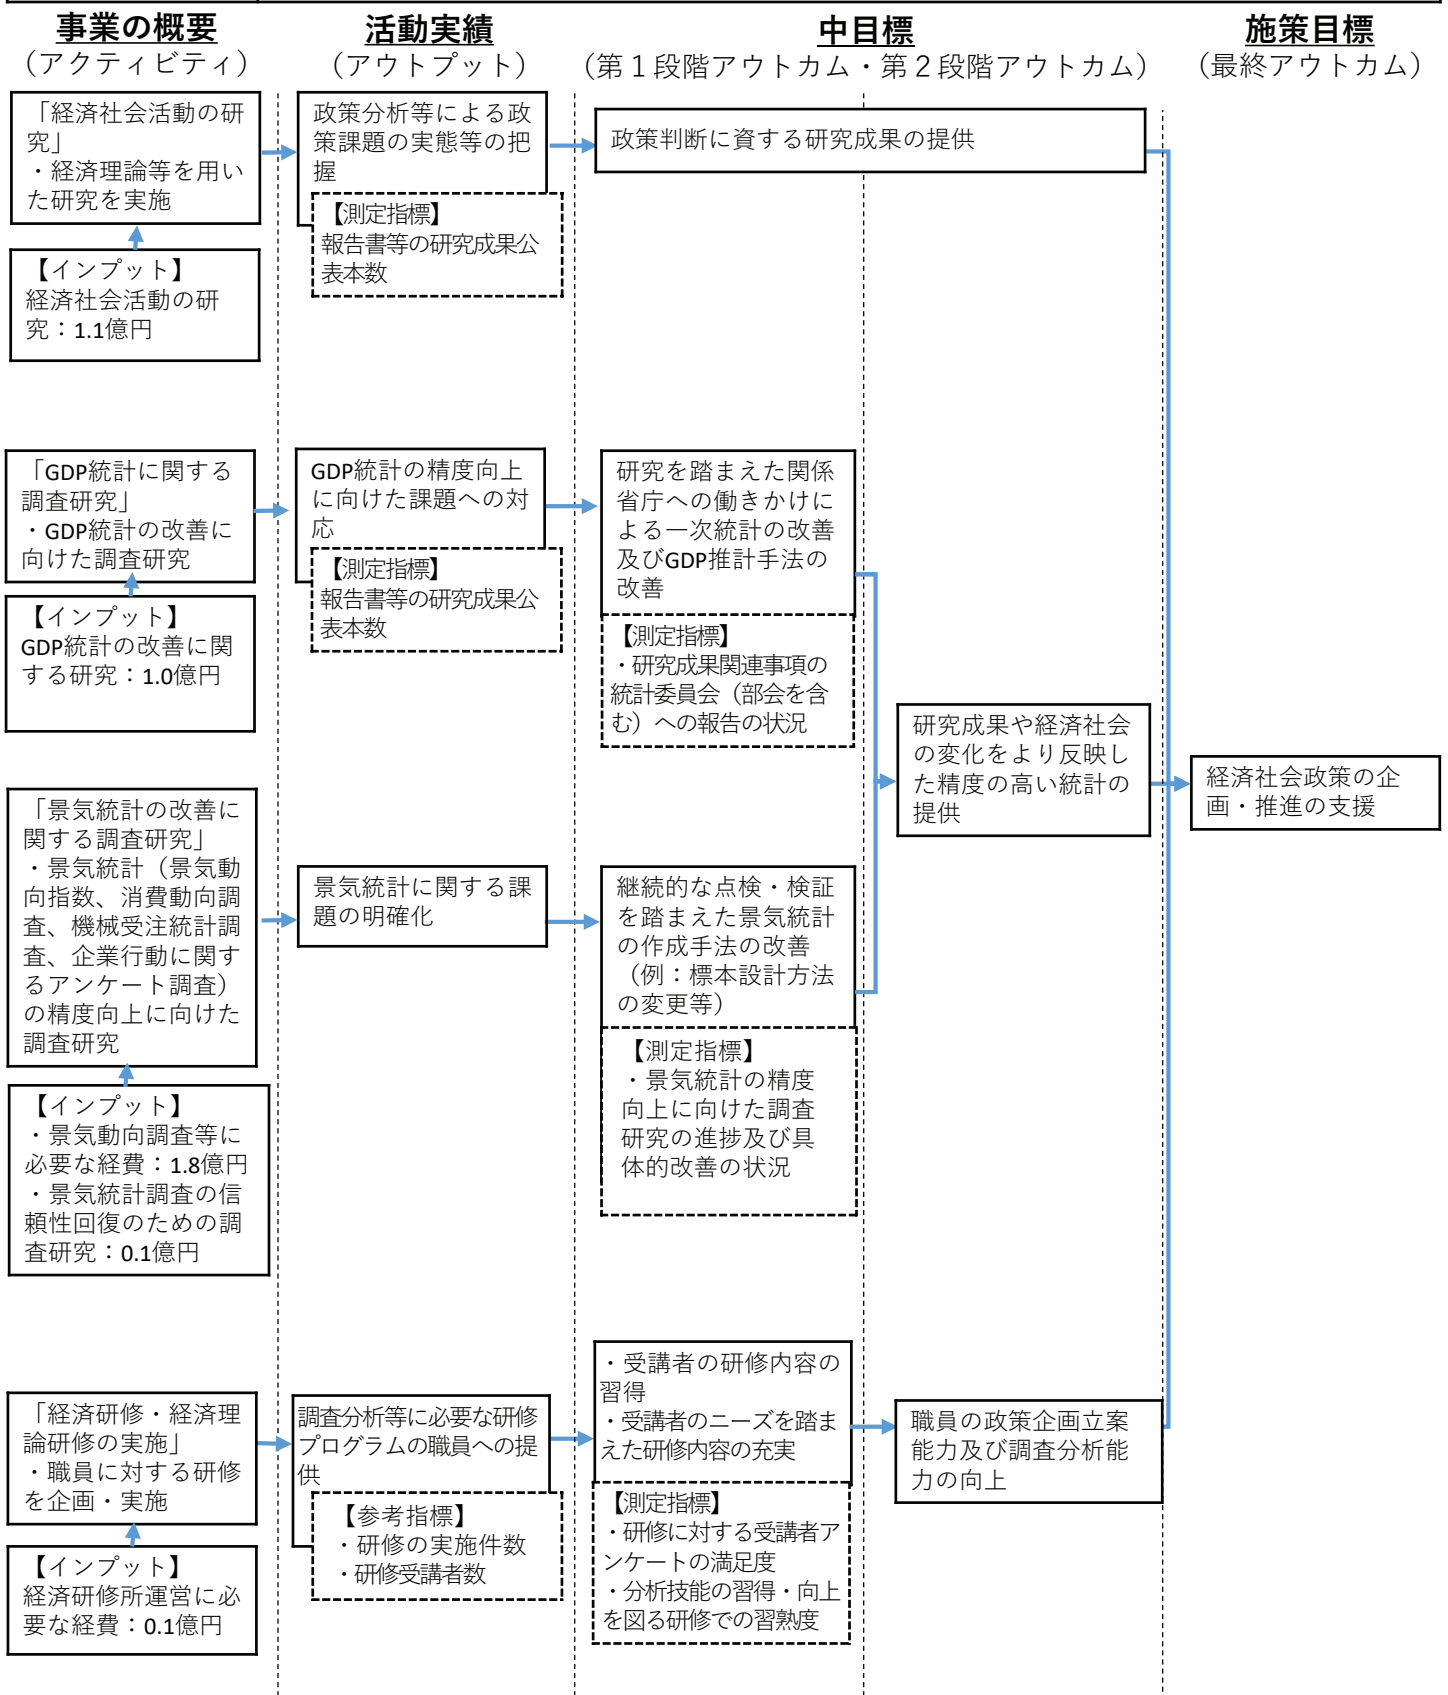 事業の概要
（アクティビティ）
活動実績
（アウトプット）
中目標
（第１段階アウトカム・第２段階アウトカム）
施策目標
（最終アウトカム）
「経済社会活動の研
究」
・経済理論等を用い
た研究を実施
【インプット】
経済社会活動の研
究：1.1億円
政策分析等による政
策課題の実態等の把
握
【測定指標】
報告書等の研究成果公
表本数
政策判断に資する研究成果の提供
「GDP統計に関する
調査研究」
・GDP統計の改善に
向けた調査研究
【インプット】
GDP統計の改善に関
する研究：1.0億円
GDP統計の精度向上
に向けた課題への対
応
【測定指標】
報告書等の研究成果公
表本数
研究を踏まえた関係
省庁への働きかけに
よる一次統計の改善
及びGDP推計手法の
改善
【測定指標】
・研究成果関連事項の
統計委員会（部会を含
む）への報告の状況
「景気統計の改善に
関する調査研究」
・景気統計（景気動
向指数、消費動向調
査、機械受注統計調
査、企業行動に関す
るアンケート調査）
の精度向上に向けた
調査研究
【インプット】
・景気動向調査等に
必要な経費：1.8億円
・景気統計調査の信
頼性回復のための調
査研究：0.1億円
景気統計に関する課
題の明確化
継続的な点検・検証
を踏まえた景気統計
の作成手法の改善
（例：標本設計方法
の変更等）
【測定指標】
・景気統計の精度
向上に向けた調査
研究の進捗及び具
体的改善の状況
研究成果や経済社会
の変化をより反映し
た精度の高い統計の
提供
経済社会政策の企
画・推進の支援
「経済研修・経済理
論研修の実施」
・職員に対する研修
を企画・実施
【インプット】
経済研修所運営に必
要な経費：0.1億円
調査分析等に必要な研修
プログラムの職員への提
供
【参考指標】
・研修の実施件数
・研修受講者数
・受講者の研修内容の
習得
・受講者のニーズを踏ま
えた研修内容の充実
【測定指標】
・研修に対する受講者ア
ンケートの満足度
・分析技能の習得・向上
を図る研修での習熟度
職員の政策企画立案
能力及び調査分析能
力の向上